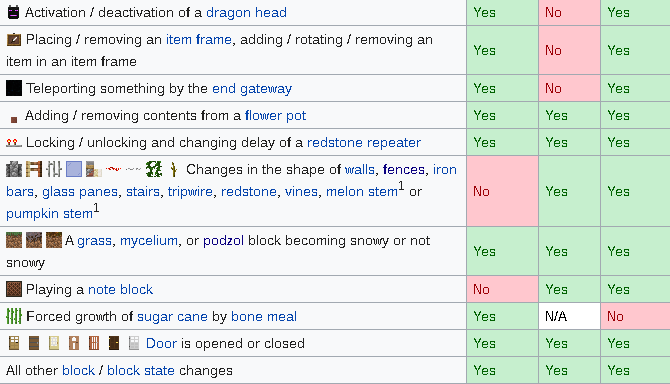 Activation / deactivation of a dragon head Yes No Yes
Placing / removing an item frame, adding / rotating / removing an
item in an item frame Yes No Yes
Teleporting something by the end gateway Yes No Yes
Adding / removing contents from a flower pot Yes Yes Yes
Locking / unlocking and changing delay of a redstone repeater Yes Yes Yes
Changes in the shape of walls, fences, iron
bars, glass panes, stairs, tripwire, redstone, vines, melon stem1 or No Yes Yes
pumpkin stem1
A grass, mycelium, or podzol block becoming snowy or not
snowy Yes Yes Yes
Playing a note block No Yes Yes
Forced growth of sugar cane by bone meal Yes N/A No
Door is opened or closed Yes Yes Yes
All other block / block state changes Yes Yes Yes